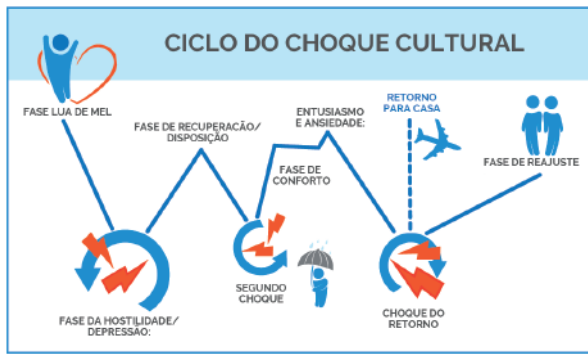 CICLO DO CHOQUE CULTURAL
FASE LUA DE MEL
FASE DE RECUPERACÃO/
DISPOSIÇÃO
ENTUSIASMO
E ANSIEDADE:
RETORNO
PARA CASA
FASE DE
CONFORTO
FASE DE REAJUSTE
SEGUNDO
CHOQUE
FASE DA HOSTILIDADE/
DEPRESSÃO:
CHOQUE DO
RETORNO